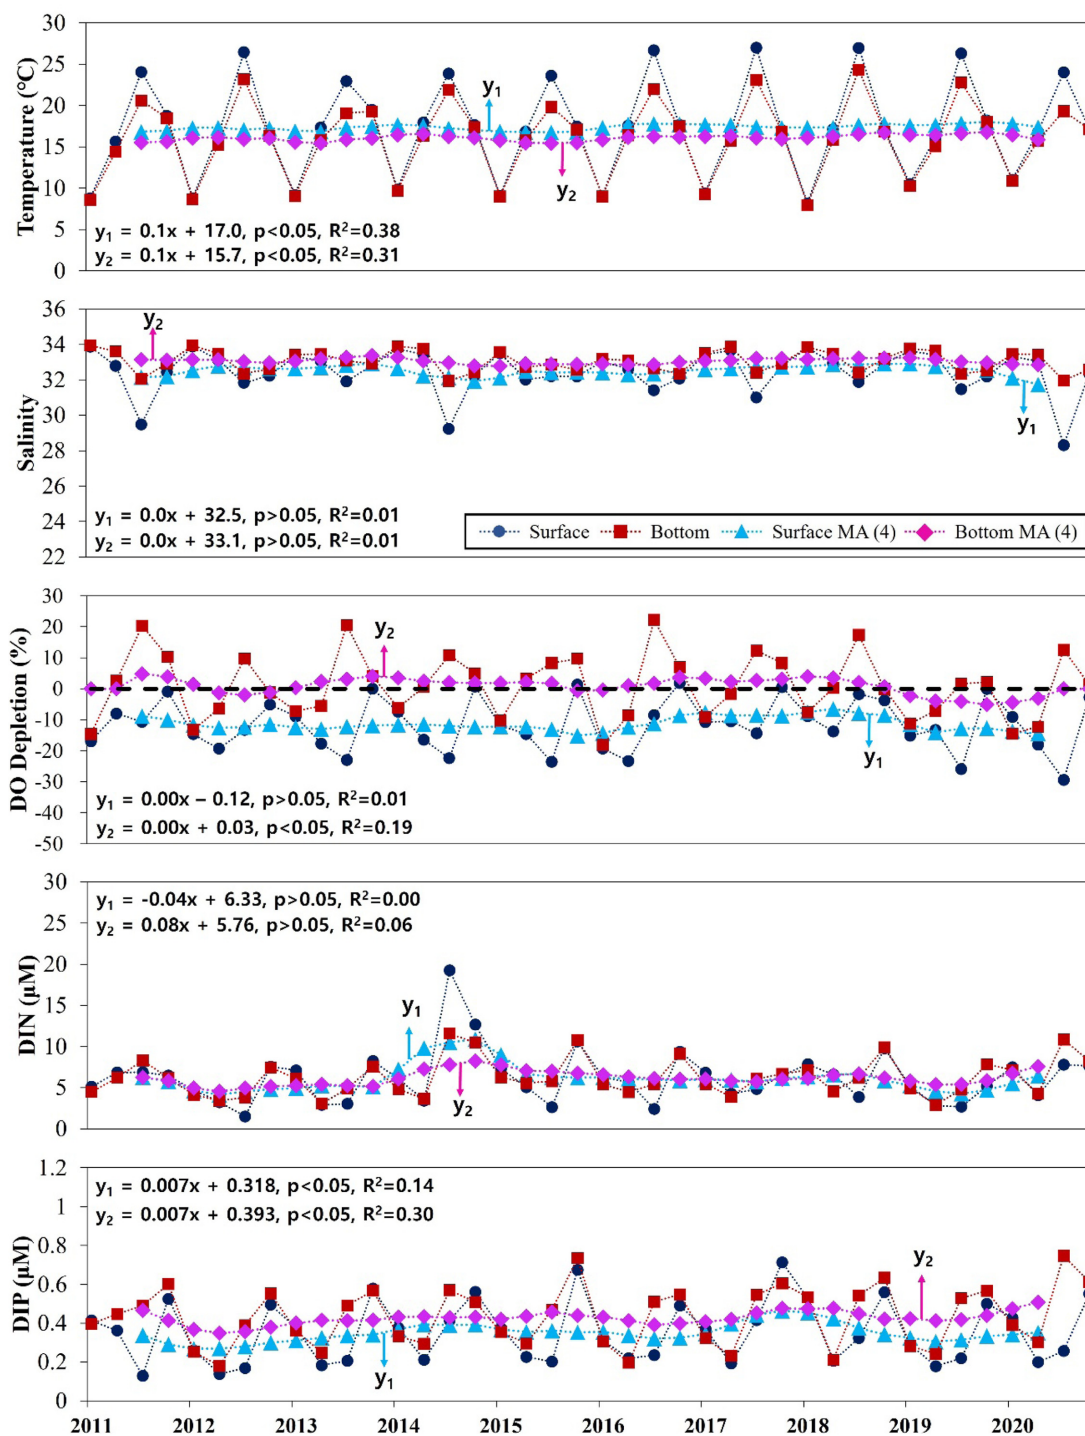 Temperature (°C)
30
25
20
15
10
5
0
y₁
y₂
y₁ = 0.1x + 17.0, p<0.05, R²=0.38
y₂ = 0.1x + 15.7, p<0.05, R²=0.31
Salinity
36
34
32
30
28
26
24
22
y₂
y₁
y₁ = 0.0x + 32.5, p>0.05, R²=0.01
y₂ = 0.0x + 33.1, p>0.05, R²=0.01
Surface Bottom Surface MA (4) Bottom MA (4)
DO Depletion (%)
30
20
10
0
-10
-20
-30
-40
-50
y₂
y₁
y₁ = 0.00x – 0.12, p>0.05, R²=0.01
y₂ = 0.00x + 0.03, p<0.05, R²=0.19
DIN (μM)
30
25
20
15
10
5
0
y₁ = -0.04x + 6.33, p>0.05, R²=0.00
y₂ = 0.08x + 5.76, p>0.05, R²=0.06
y₁
y₂
DIP (μM)
1.2
1
0.8
0.6
0.4
0.2
0
y₁ = 0.007x + 0.318, p<0.05, R²=0.14
y₂ = 0.007x + 0.393, p<0.05, R²=0.30
y₂
y₁
2011 2012 2013 2014 2015 2016 2017 2018 2019 2020